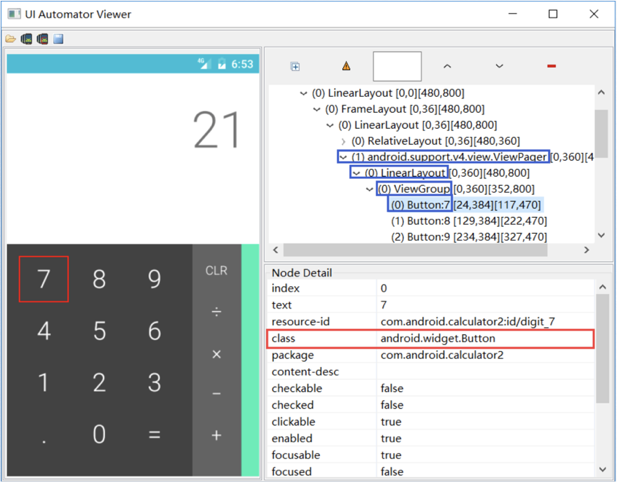 UI Automator Viewer
4G 6:53
21
7 8 9 CLR
÷
4 5 6
×
1 2 3
−
. 0 = +
(0) LinearLayout [0,0][480,800]
(0) FrameLayout [0,36][480,800]
(0) LinearLayout [0,36][480,800]
(0) RelativeLayout [0,36][480,360]
(1) android.support.v4.view.ViewPager [0,360][4
(0) LinearLayout [0,360][480,800]
(0) ViewGroup [0,360][352,800]
(0) Button:7 [24,384][117,470]
(1) Button:8 [129,384][222,470]
(2) Button:9 [234,384][327,470]
Node Detail
index 0
text 7
resource-id com.android.calculator2:id/digit_7
class android.widget.Button
package com.android.calculator2
content-desc
checkable false
checked false
clickable true
enabled true
focusable true
focused false